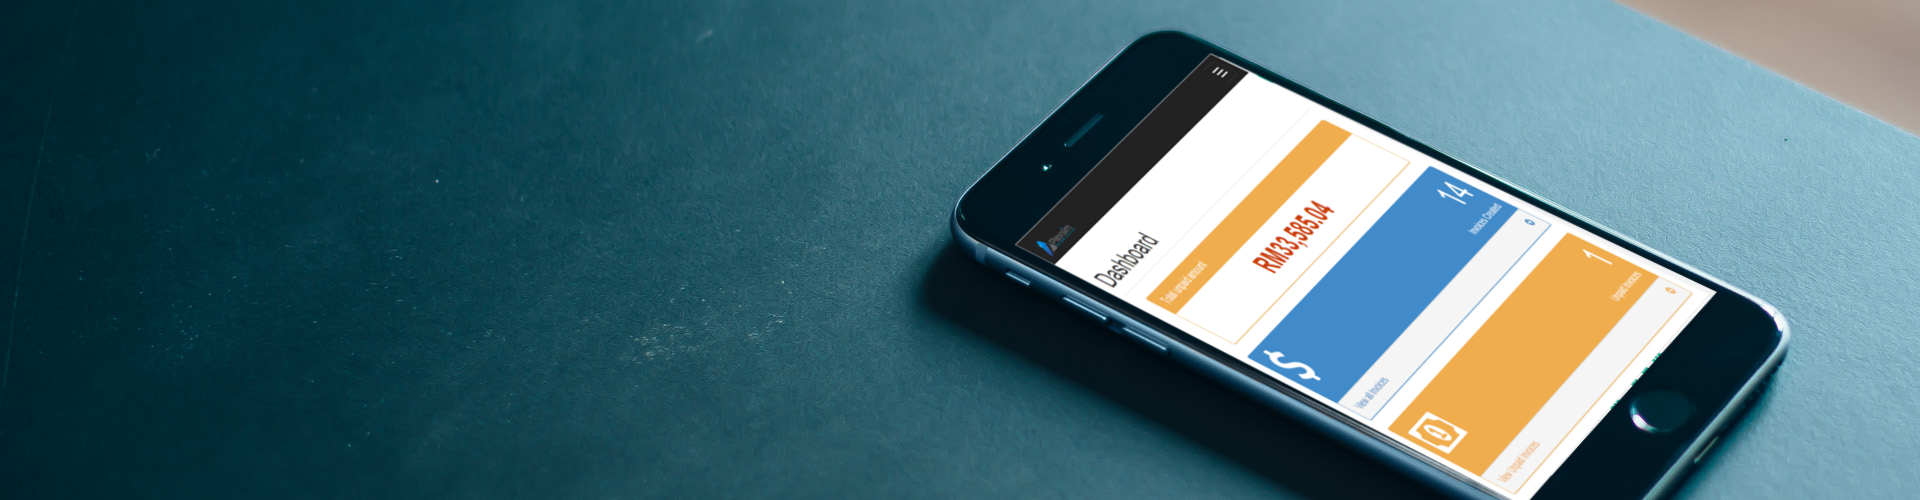 Dashboard
Total unpaid amount
RM33,585.04
14
Invoices Created
View all Invoices
1
Unpaid Invoices
View Unpaid Invoices